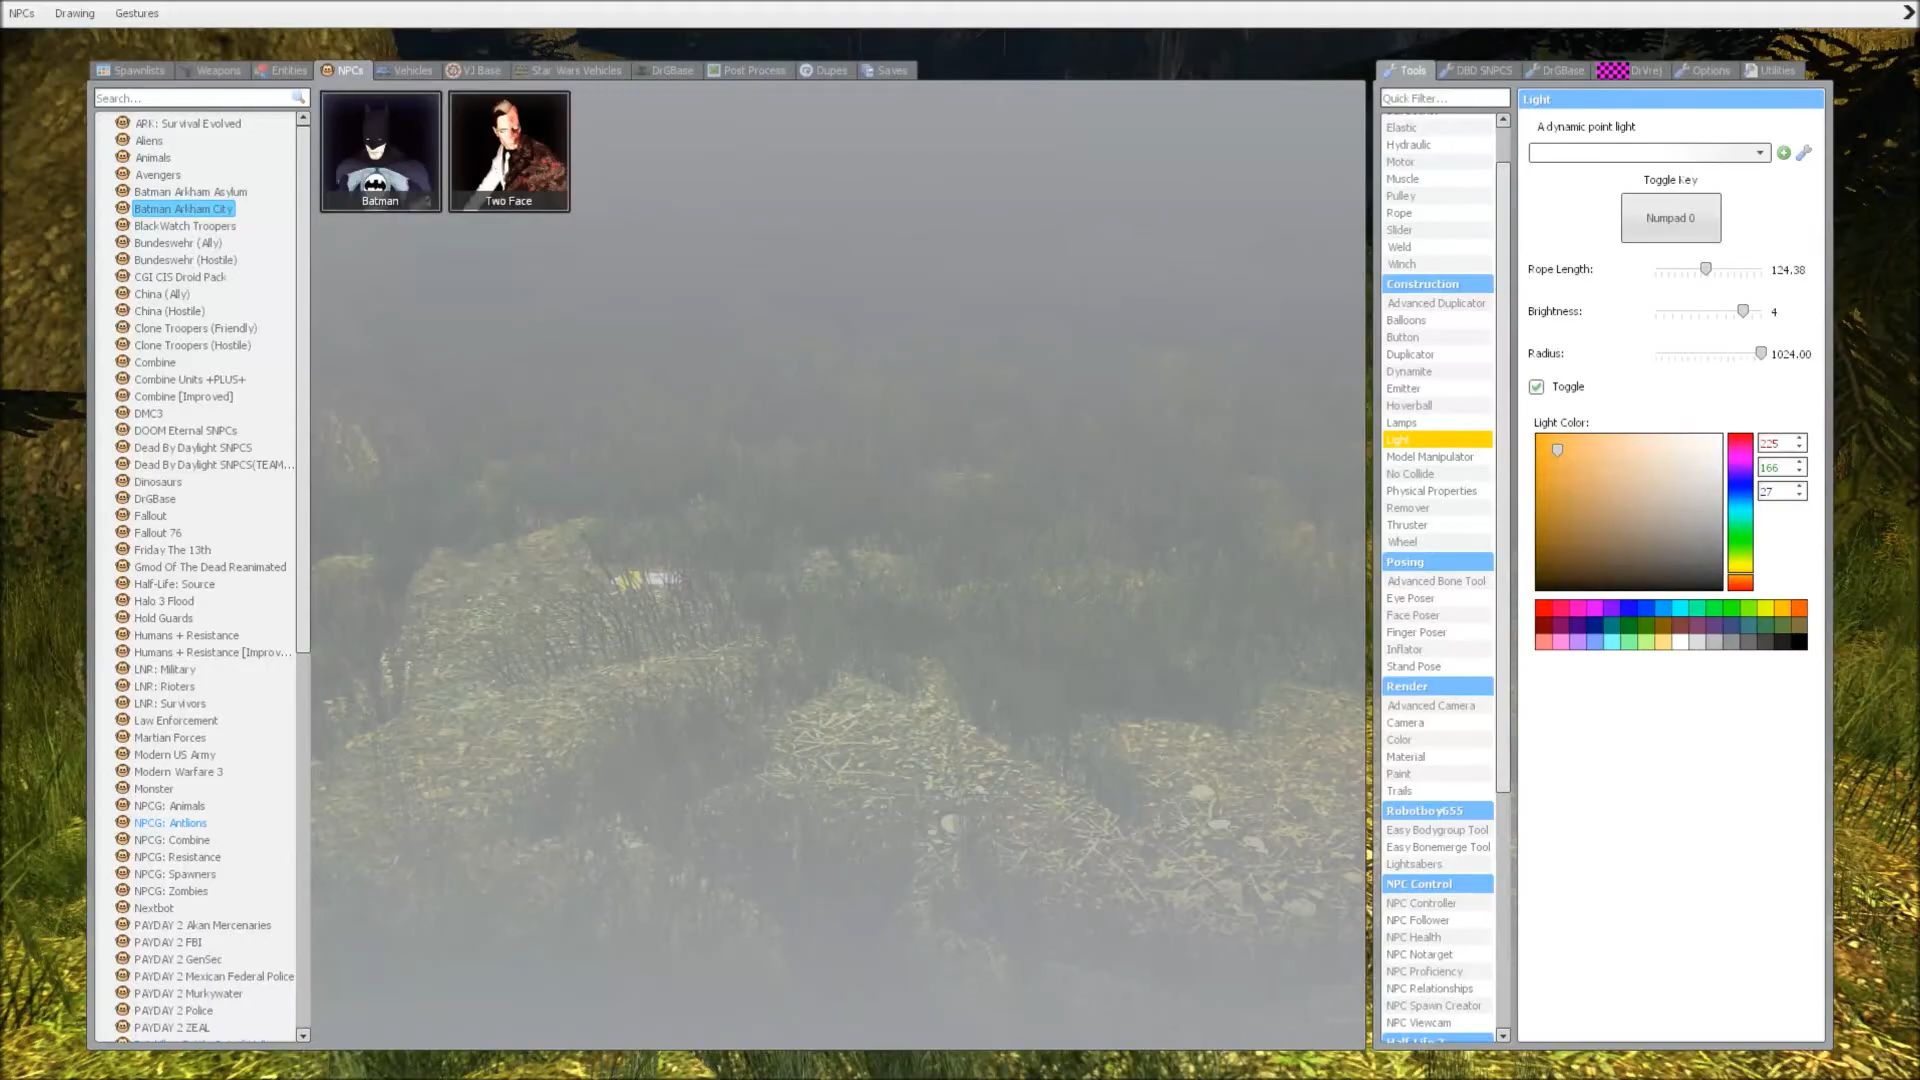 NPCs Drawing Gestures
Spawnlists Weapons Entities NPCs Vehicles VJ Base Star Wars Vehicles DrGBase Post Process Dupes Saves
Search...
ARK: Survival Evolved
Aliens
Animals
Avengers
Batman Arkham Asylum
Batman Arkham City
BlackWatch Troopers
Bundeswehr (Ally)
Bundeswehr (Hostile)
CGI CIS Droid Pack
China (Ally)
China (Hostile)
Clone Troopers (Friendly)
Clone Troopers (Hostile)
Combine
Combine Units +PLUS+
Combine [Improved]
DMC3
DOOM Eternal SNPCs
Dead By Daylight SNPCS
Dead By Daylight SNPCS(TEAM...
Dinosaurs
DrGBase
Fallout
Fallout 76
Friday The 13th
Gmod Of The Dead Reanimated
Half-Life: Source
Halo 3 Flood
Hold Guards
Humans + Resistance
Humans + Resistance [Improv...
LNR: Military
LNR: Rioters
LNR: Survivors
Law Enforcement
Martian Forces
Modern US Army
Modern Warfare 3
Monster
NPCG: Animals
NPCG: Antlions
NPCG: Combine
NPCG: Resistance
NPCG: Spawners
NPCG: Zombies
Nextbot
PAYDAY 2 Akan Mercenaries
PAYDAY 2 FBI
PAYDAY 2 GenSec
PAYDAY 2 Mexican Federal Police
PAYDAY 2 Murkywater
PAYDAY 2 Police
PAYDAY 2 ZEAL
Batman
Two Face
Tools DBD SNPCS DrGBase DrVrej Options Utilities
Quick Filter...
Elastic
Hydraulic
Motor
Muscle
Pulley
Rope
Slider
Weld
Winch
Construction
Advanced Duplicator
Balloons
Button
Duplicator
Dynamite
Emitter
Hoverball
Lamps
Light
Model Manipulator
No Collide
Physical Properties
Remover
Thruster
Wheel
Posing
Advanced Bone Tool
Eye Poser
Face Poser
Finger Poser
Inflator
Stand Pose
Render
Advanced Camera
Camera
Color
Material
Paint
Trails
Robotboy655
Easy Bodygroup Tool
Easy Bonemerge Tool
Lightsabers
NPC Control
NPC Controller
NPC Follower
NPC Health
NPC Notarget
NPC Proficiency
NPC Relationships
NPC Spawn Creator
NPC Viewcam
Half-Life 2
Light
A dynamic point light
Toggle Key
Numpad 0
Rope Length: 124.38
Brightness: 4
Radius: 1024.00
Toggle
Light Color:
225
166
27